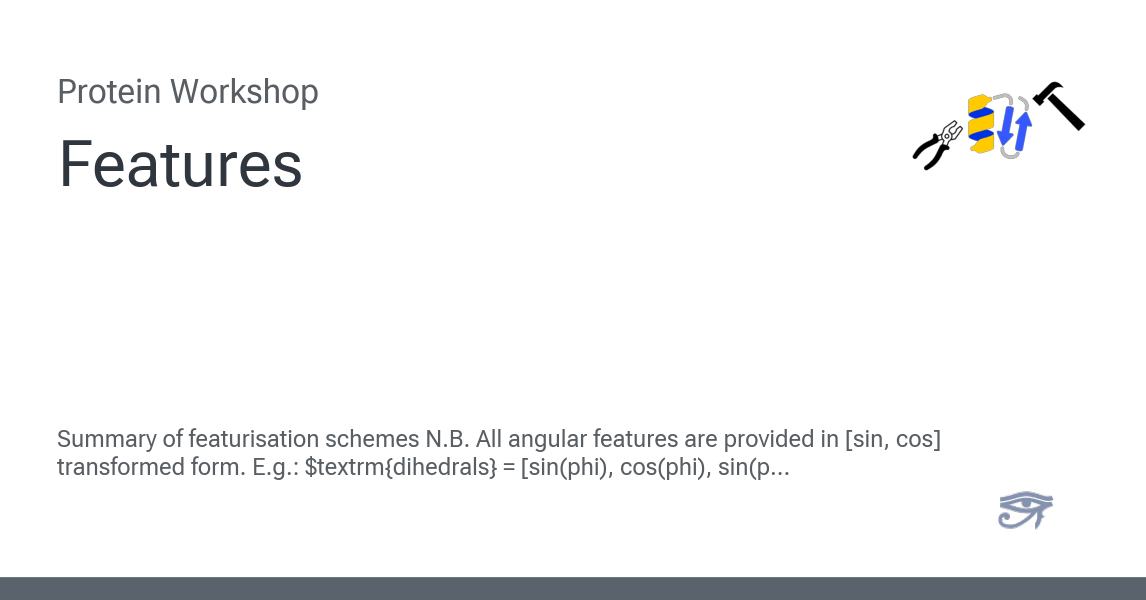 Protein Workshop
Features
Summary of featurisation schemes N.B. All angular features are provided in [sin, cos]
transformed form. E.g.: $textrm{dihedrals} = [sin(phi), cos(phi), sin(p...